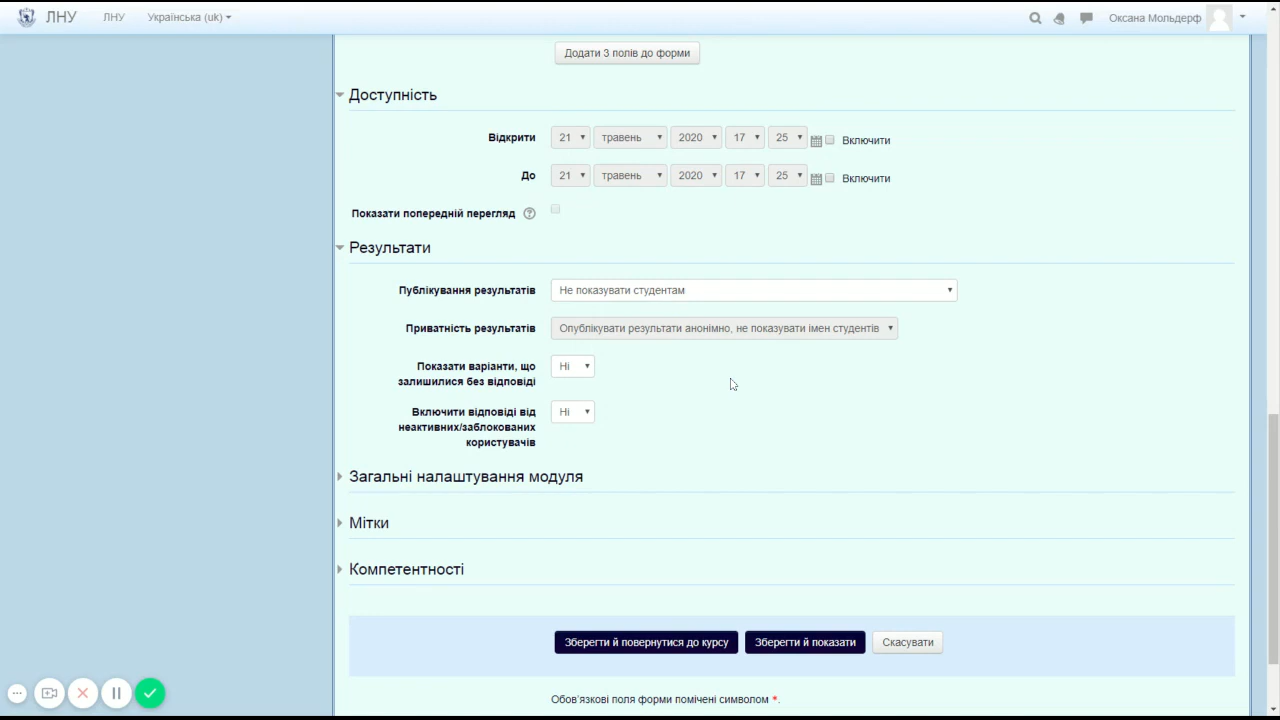 ЛНУ ЛНУ Українська (uk) Оксана Мольдерф
Додати 3 полів до форми
Доступність
Відкрити 21 травень 2020 17 25 Включити
До 21 травень 2020 17 25 Включити
Показати попередній перегляд ?
Результати
Публікування результатів Не показувати студентам
Приватність результатів Опублікувати результати анонімно, не показувати імен студентів
Показати варіанти, що Ні
залишилися без відповіді
Включити відповіді від Ні
неактивних/заблокованих
користувачів
Загальні налаштування модуля
Мітки
Компетентності
Зберегти й повернутися до курсу Зберегти й показати Скасувати
Обов'язкові поля форми помічені символом *.